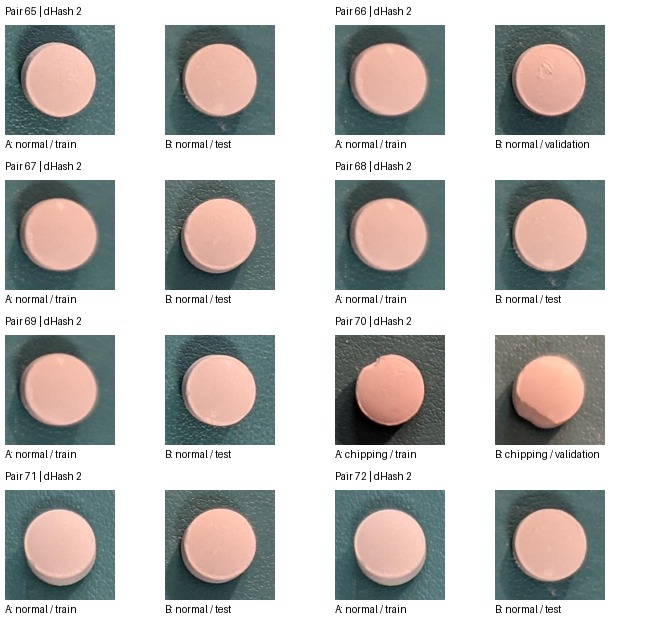 Pair 65 | dHash 2
Pair 66 | dHash 2
A: normal / train
B: normal / test
A: normal / train
B: normal / validation
Pair 67 | dHash 2
Pair 68 | dHash 2
A: normal / train
B: normal / test
A: normal / train
B: normal / test
Pair 69 | dHash 2
Pair 70 | dHash 2
A: normal / train
B: normal / test
A: chipping / train
B: chipping / validation
Pair 71 | dHash 2
Pair 72 | dHash 2
A: normal / train
B: normal / test
A: normal / train
B: normal / test